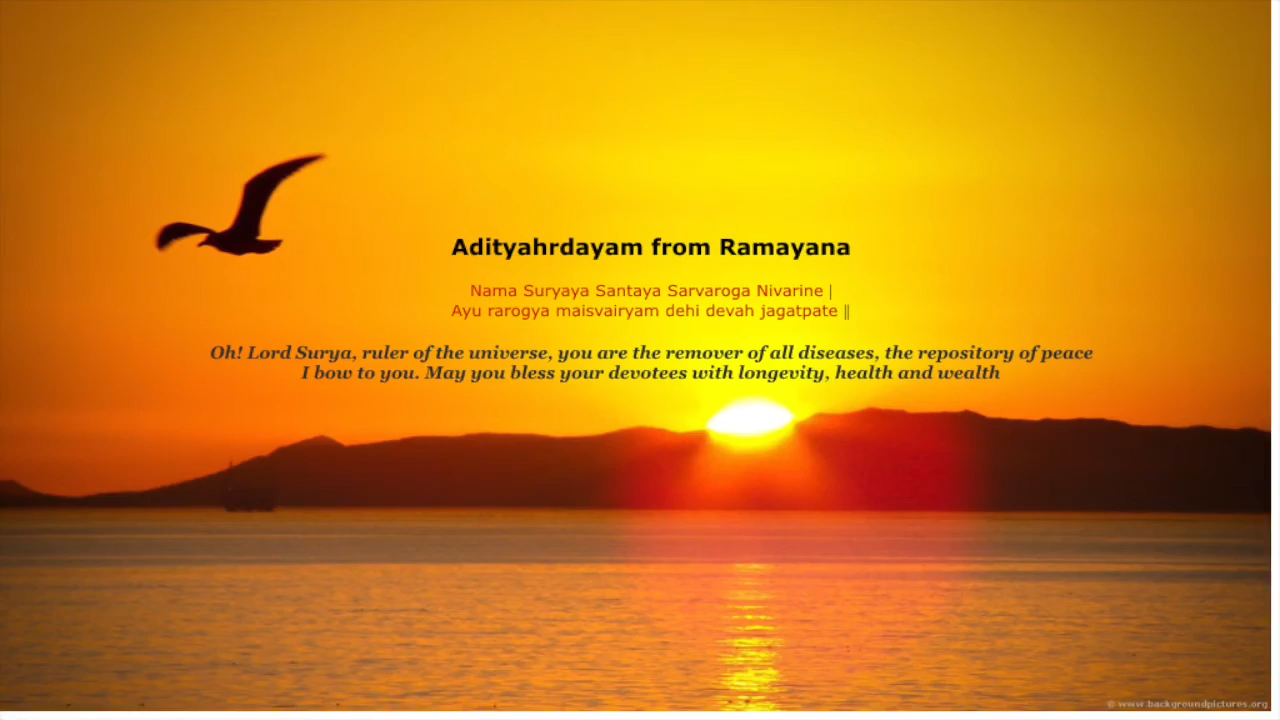 Adityahrdayam from Ramayana
Nama Suryaya Santaya Sarvaroga Nivarine |
Ayu rarogya maisvairyam dehi devah jagatpate ||
Oh! Lord Surya, ruler of the universe, you are the remover of all diseases, the repository of peace
I bow to you. May you bless your devotees with longevity, health and wealth
© www.backgroundpictures.org